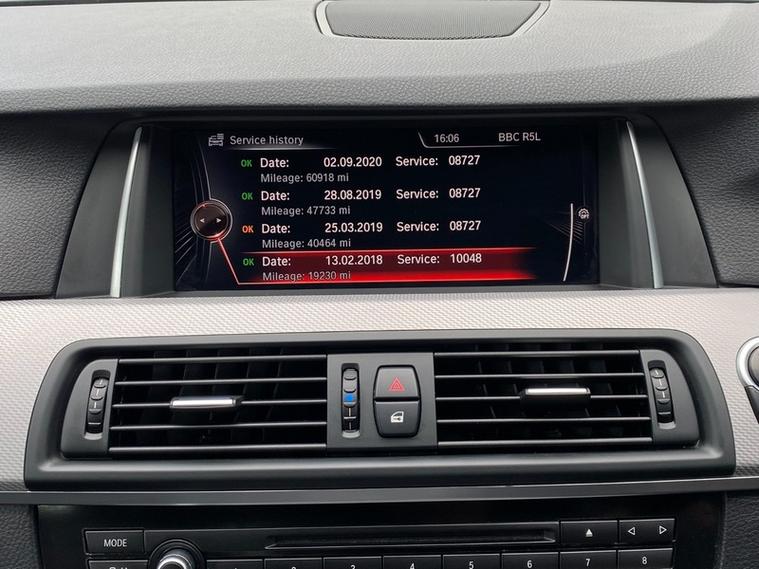 Service history 16:06 BBC R5L
OK Date: 02.09.2020 Service: 08727
Mileage: 60918 mi
OK Date: 28.08.2019 Service: 08727
Mileage: 47733 mi
OK Date: 25.03.2019 Service: 08727
Mileage: 40464 mi
OK Date: 13.02.2018 Service: 10048
Mileage: 19230 mi
MODE
2 3 4 5 6 7 8